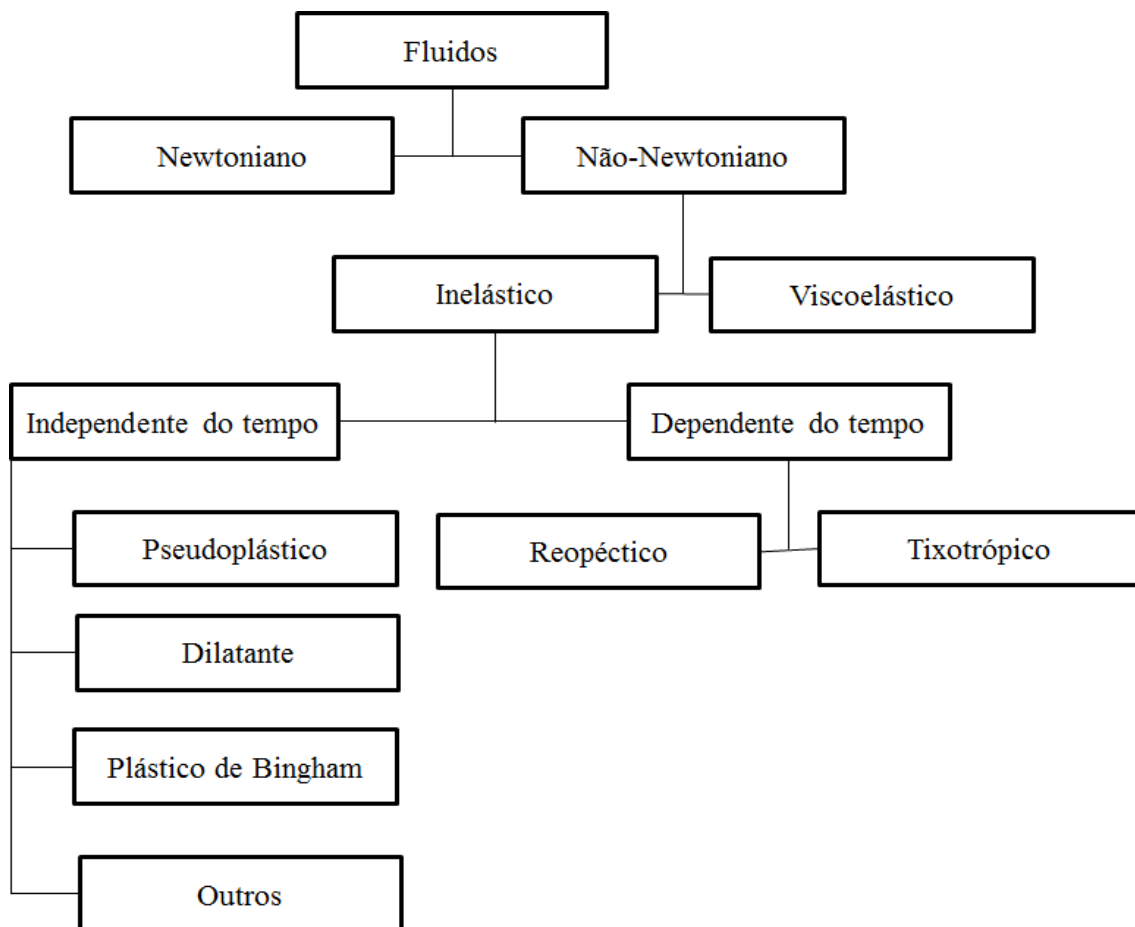 Fluidos
Newtoniano
Não-Newtoniano
Inelástico
Viscoelástico
Independente do tempo
Dependente do tempo
Pseudoplástico
Reopéctico
Tixotrópico
Dilatante
Plástico de Bingham
Outros